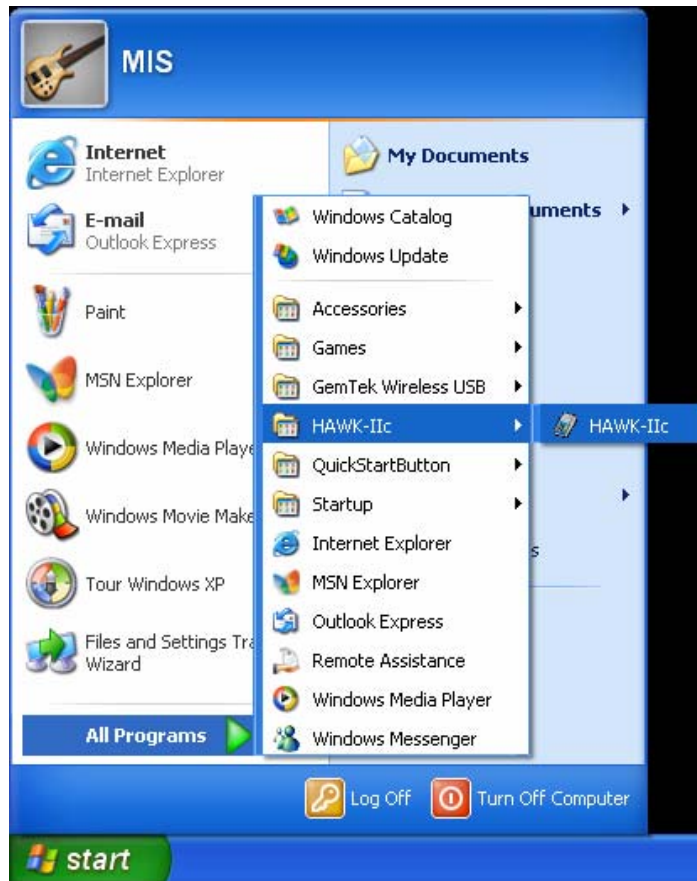 MIS
Internet
Internet Explorer
E-mail
Outlook Express
Paint
MSN Explorer
Windows Media Playe
Windows Movie Make
Tour Windows XP
Files and Settings Tra
Wizard
All Programs
My Documents
uments
s
Windows Catalog
Windows Update
Accessories
Games
GemTek Wireless USB
HAWK-IIc
QuickStartButton
Startup
Internet Explorer
MSN Explorer
Outlook Express
Remote Assistance
Windows Media Player
Windows Messenger
HAWK-IIc
Log Off
Turn Off Computer
start